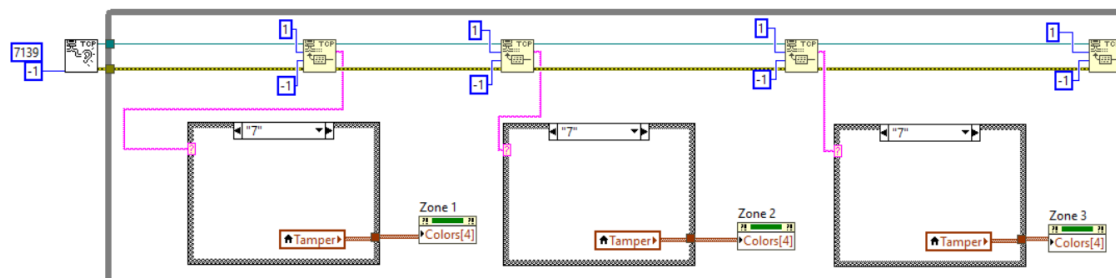 1
1
1
1
TCP
TCP
TCP
TCP
TCP
7139
-1
-1
-1
-1
-1
"7"
"7"
"7"
?
?
?
Zone 1
Zone 2
Zone 3
Tamper
Colors[4]
Tamper
Colors[4]
Tamper
Colors[4]